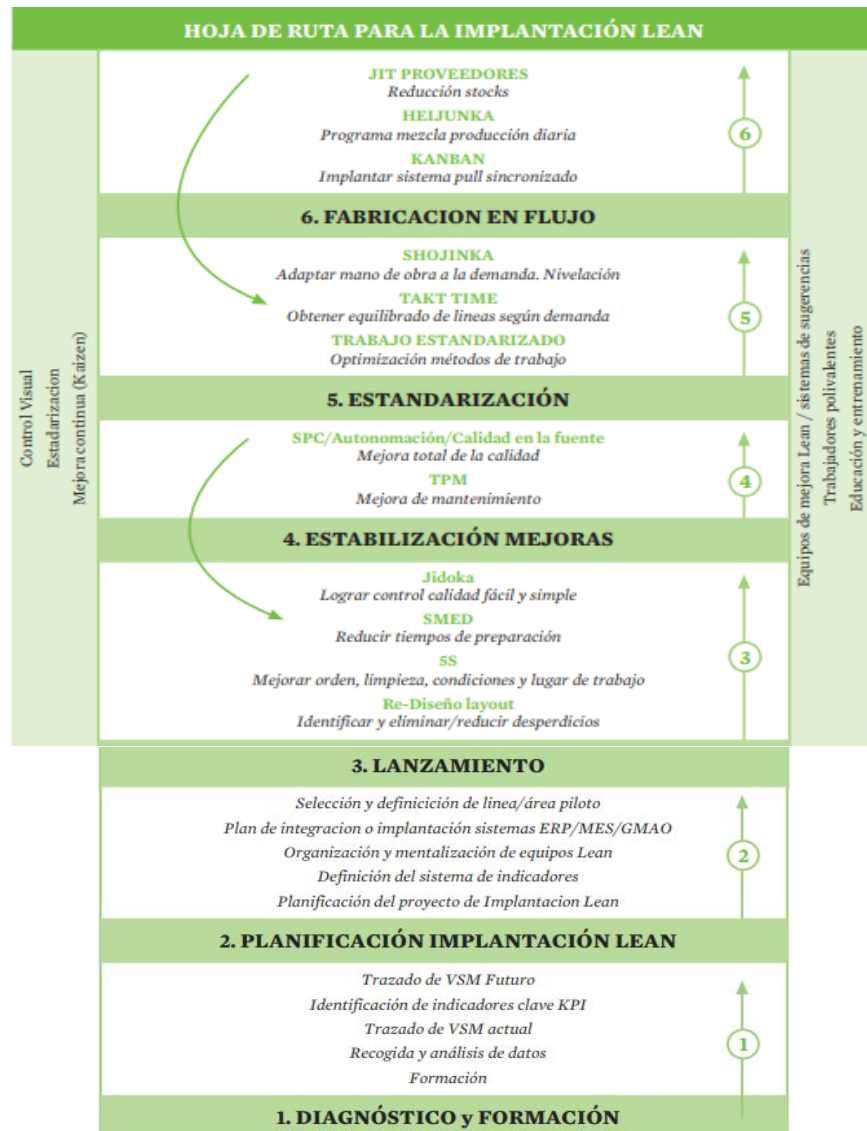 HOJA DE RUTA PARA LA IMPLANTACIÓN LEAN
JIT PROVEEDORES
Reducción stocks
HEIJUNKA
Programa mezcla producción diaria
KANBAN
Implantar sistema pull sincronizado
6
6. FABRICACION EN FLUJO
SHOJINKA
Adaptar mano de obra a la demanda. Nivelación
TAKT TIME
Obtener equilibrado de lineas según demanda
TRABAJO ESTANDARIZADO
Optimización métodos de trabajo
5
5. ESTANDARIZACIÓN
SPC/Autonomación/Calidad en la fuente
Mejora total de la calidad
TPM
Mejora de mantenimiento
4
4. ESTABILIZACIÓN MEJORAS
Jidoka
Lograr control calidad fácil y simple
SMED
Reducir tiempos de preparación
5S
Mejorar orden, limpieza, condiciones y lugar de trabajo
Re-Diseño layout
Identificar y eliminar/reducir desperdicios
3
3. LANZAMIENTO
Selección y definicición de linea/área piloto
Plan de integracion o implantación sistemas ERP/MES/GMAO
Organización y mentalización de equipos Lean
Definición del sistema de indicadores
Planificación del proyecto de Implantacion Lean
2
2. PLANIFICACIÓN IMPLANTACIÓN LEAN
Trazado de VSM Futuro
Identificación de indicadores clave KPI
Trazado de VSM actual
Recogida y análisis de datos
Formación
1
1. DIAGNÓSTICO y FORMACIÓN
Control Visual
Estadarizacion
Mejora continua (Kaizen)
Equipos de mejora Lean / sistemas de sugerencias
Trabajadores polivalentes
Educación y entrenamiento